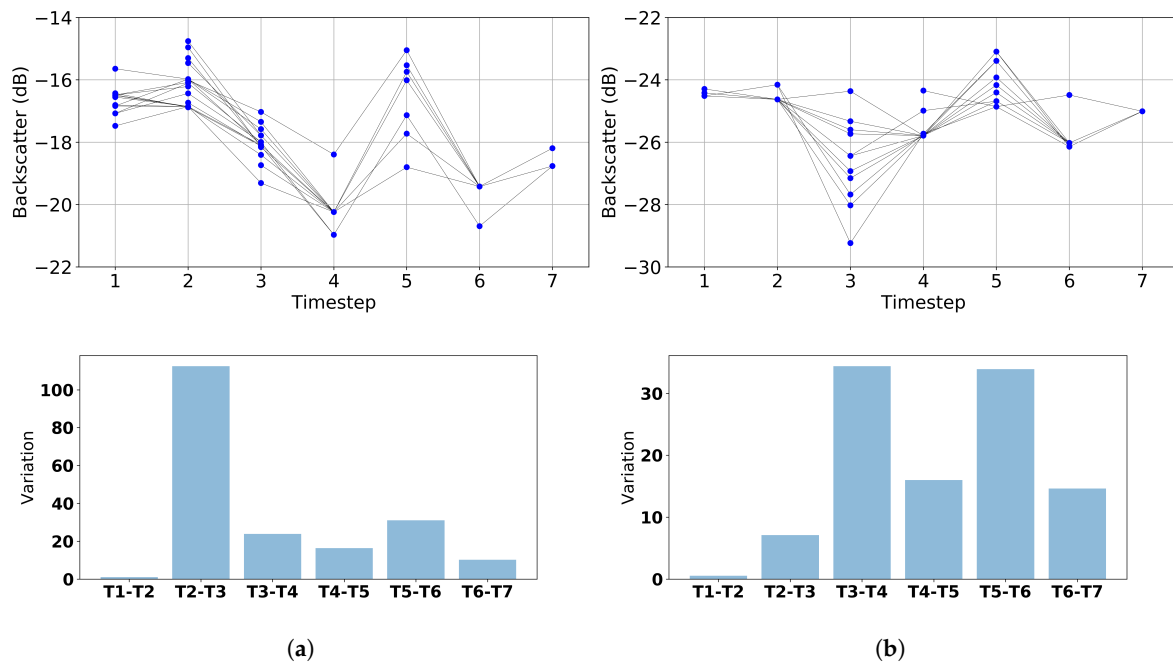 −14
−16
−18
−20
−22
Backscatter (dB)
1 2 3 4 5 6 7
Timestep
−22
−24
−26
−28
−30
Backscatter (dB)
1 2 3 4 5 6 7
Timestep
100
80
60
40
20
0
Variation
T1-T2 T2-T3 T3-T4 T4-T5 T5-T6 T6-T7
30
20
10
0
Variation
T1-T2 T2-T3 T3-T4 T4-T5 T5-T6 T6-T7
(a) (b)